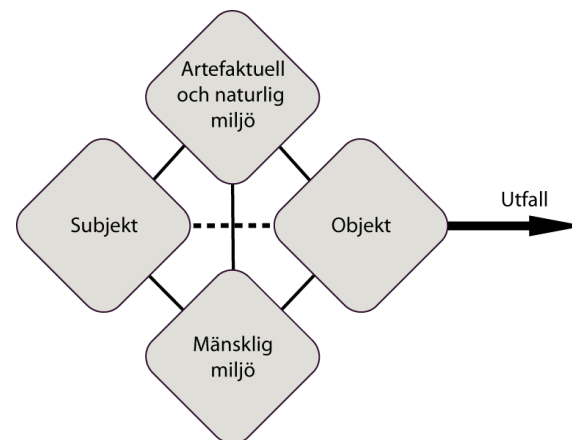 Artefaktuell
och naturlig
miljö
Subjekt
Objekt
Utfall
Mänsklig
miljö